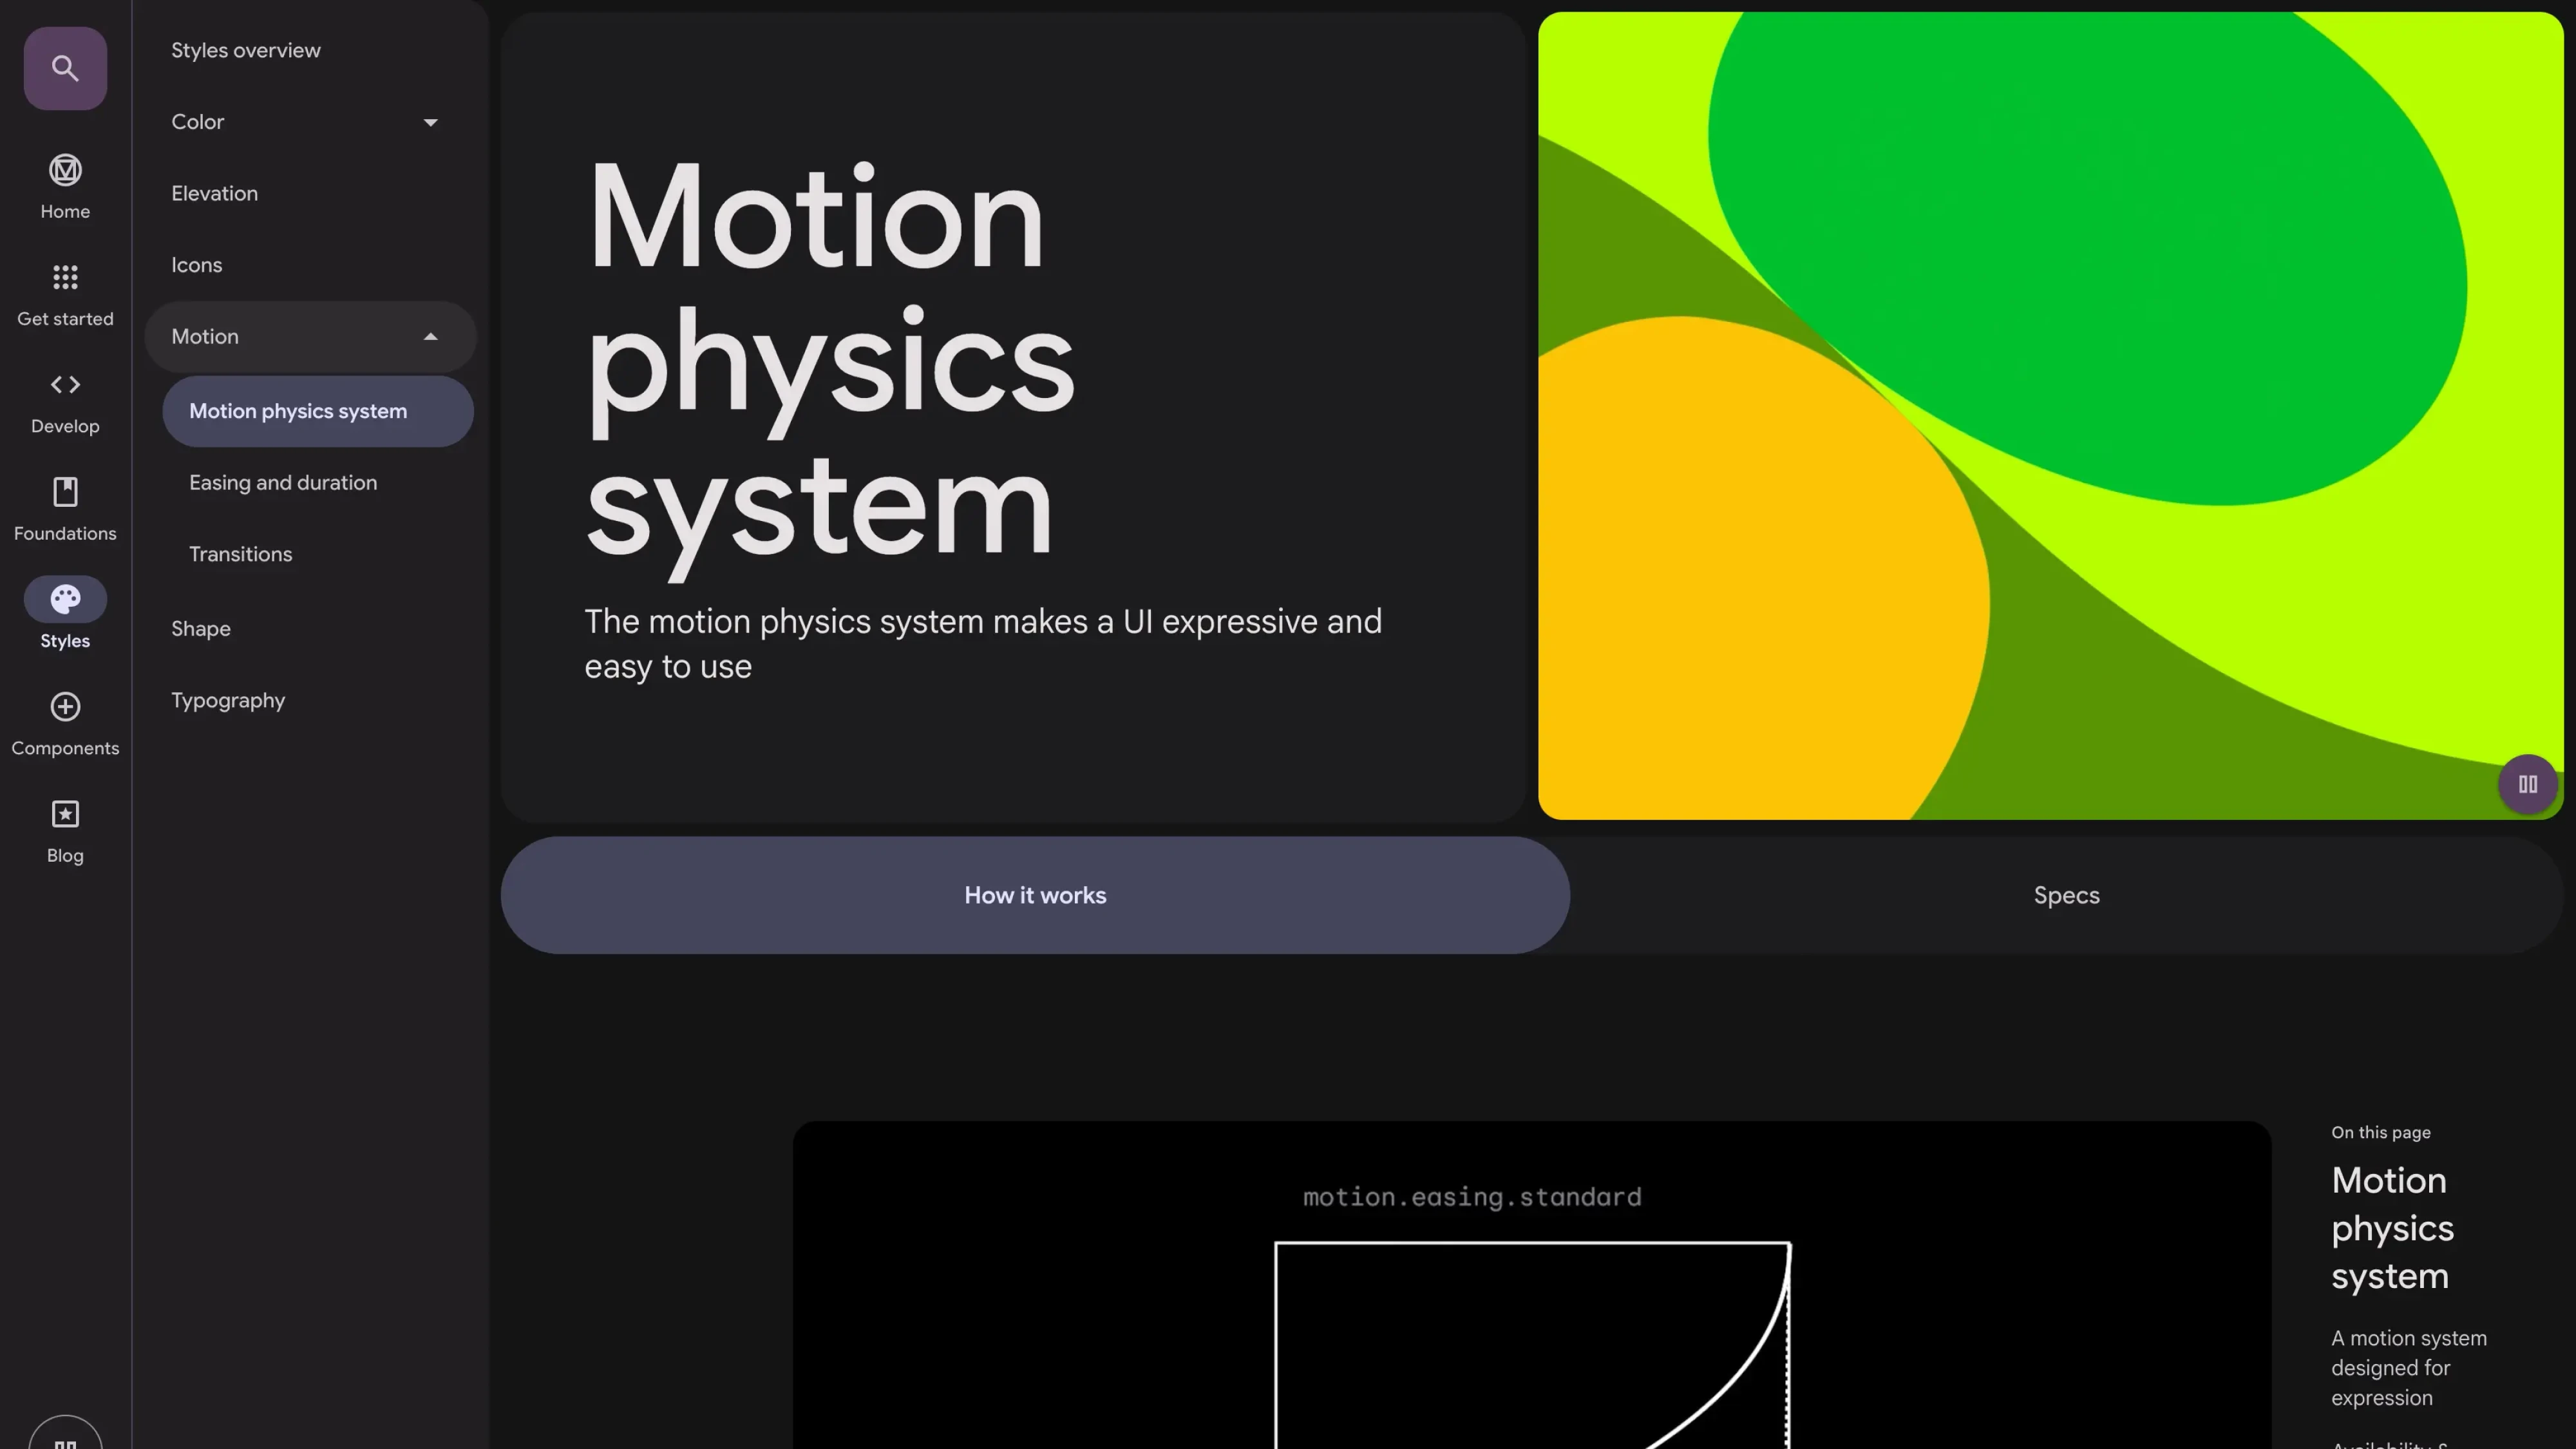 Home
Get started
Develop
Foundations
Styles
Components
Blog
Styles overview
Color
Elevation
Icons
Motion
Motion physics system
Easing and duration
Transitions
Shape
Typography
Motion
physics
system
The motion physics system makes a UI expressive and
easy to use
How it works
Specs
motion.easing.standard
On this page
Motion
physics
system
A motion system
designed for
expression